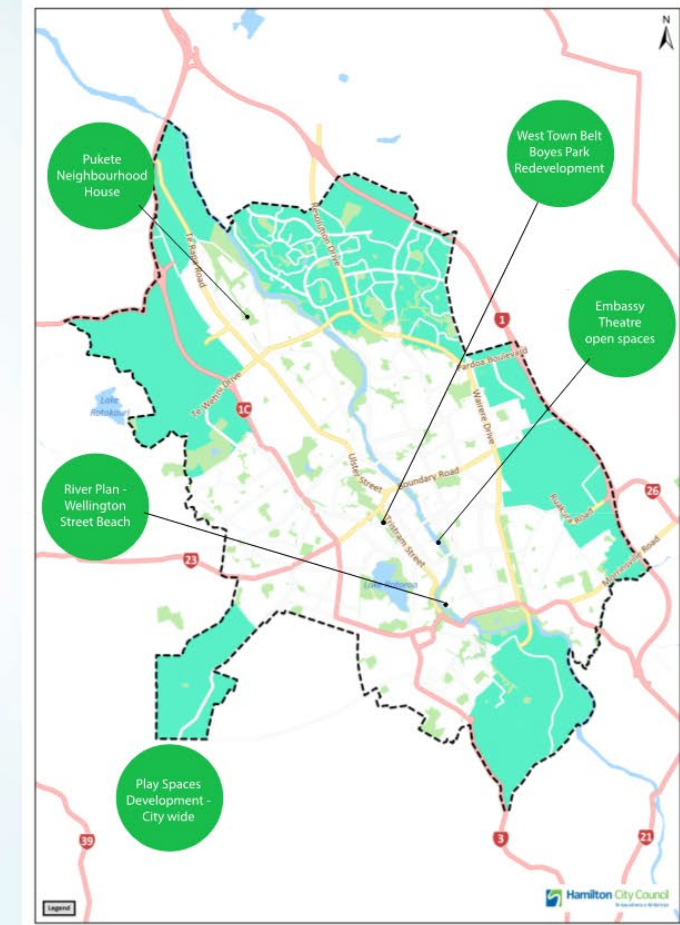 N
West Town Belt
Boyes Park
Redevelopment
Pukete
Neighbourhood
House
Resolution Drive
Te Rapa Road
Embassy
Theatre
open spaces
1
Pardoa Boulevard
Lake
Rotokauri
Te Wetini Drive
1C
Wairere Drive
River Plan -
Wellington
Street Beach
Ulster Street
Boundary Road
26
Ruakura Road
Tristram Street
23
Morrinsville Road
Lake Rotoroa
Play Spaces
Development -
City wide
39
3
21
Hamilton City Council
Legend